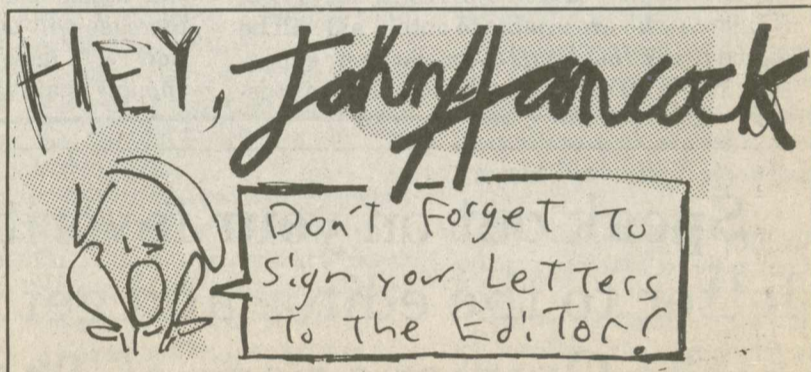 HEY, John Hancock
Don't Forget To
Sign your Letters
To The Editor!